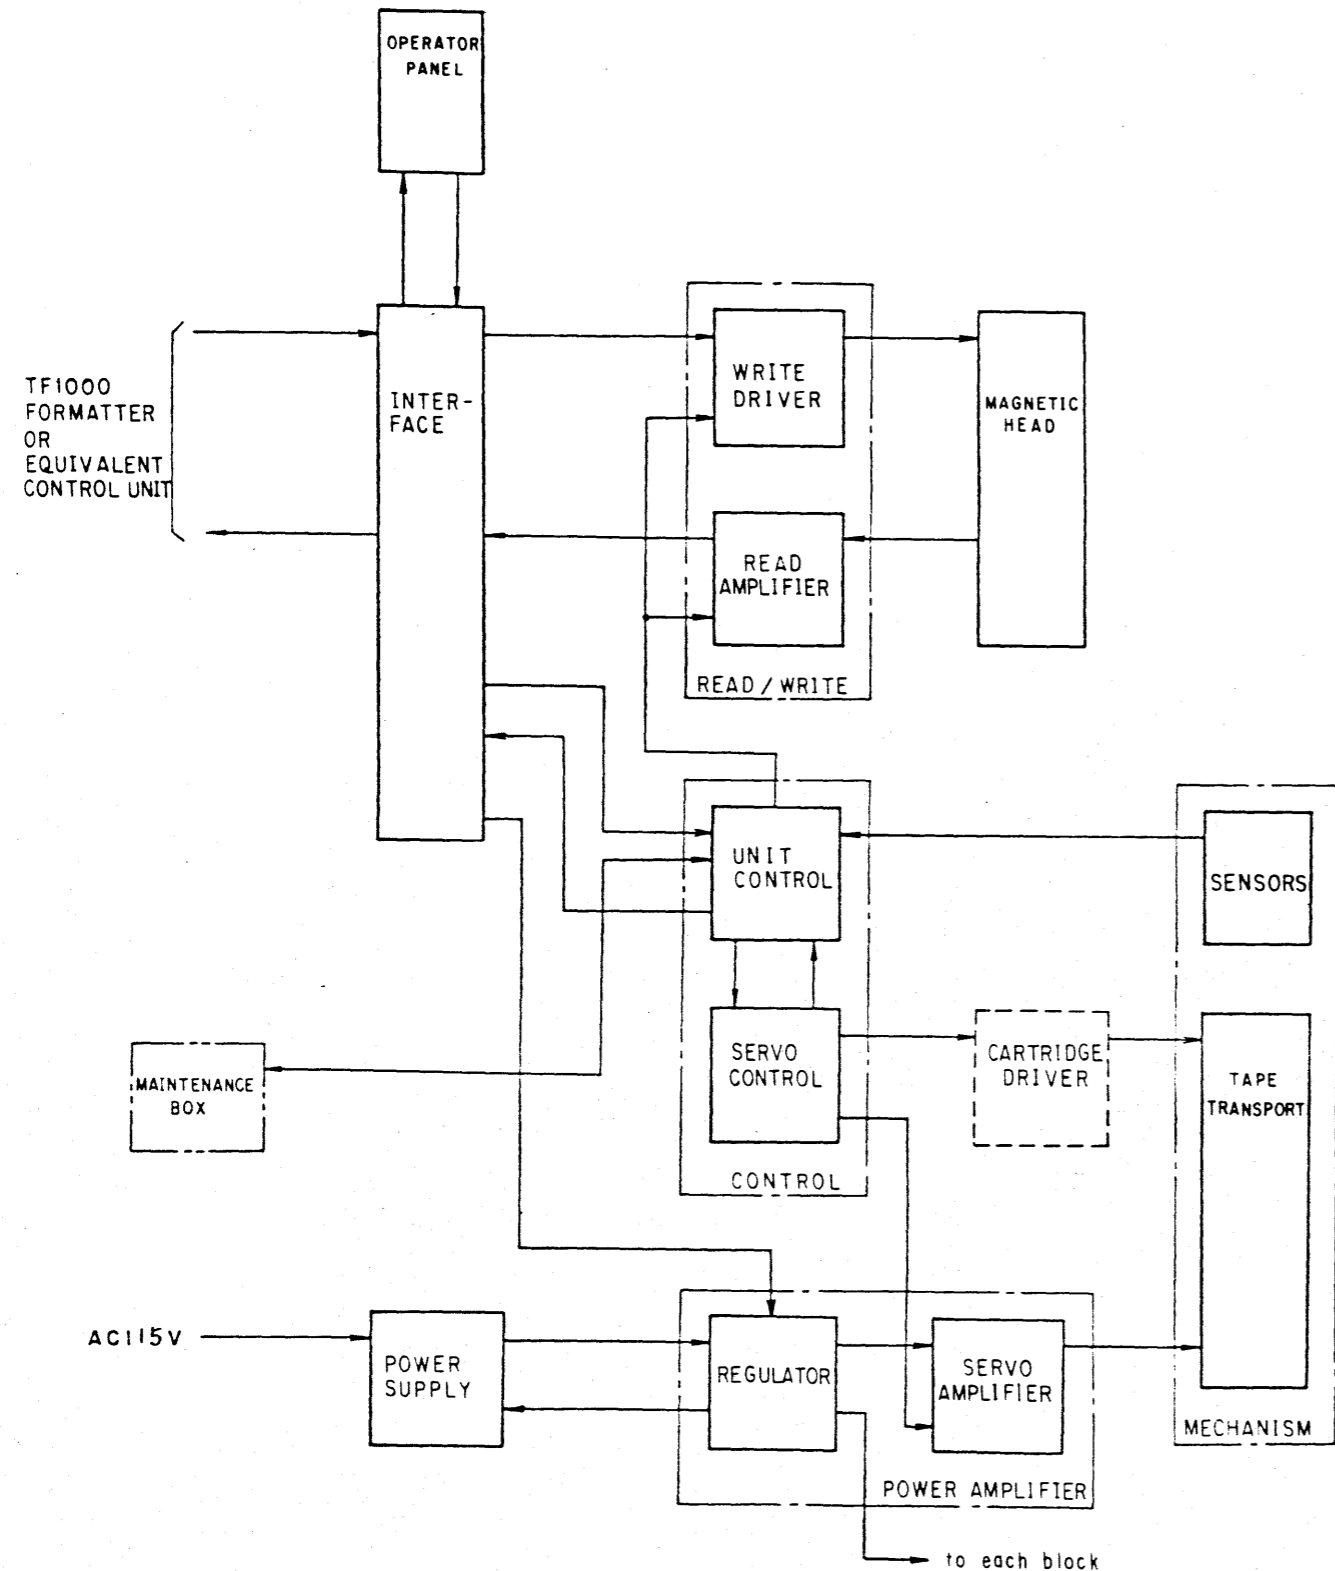 OPERATOR
PANEL
TF1000
FORMATTER
OR
EQUIVALENT
CONTROL UNIT
INTER-
FACE
WRITE
DRIVER
MAGNETIC
HEAD
READ
AMPLIFIER
READ / WRITE
UNIT
CONTROL
SENSORS
SERVO
CONTROL
CARTRIDGE
DRIVER
TAPE
TRANSPORT
MAINTENANCE
BOX
CONTROL
AC115V
POWER
SUPPLY
REGULATOR
SERVO
AMPLIFIER
MECHANISM
POWER AMPLIFIER
to each block